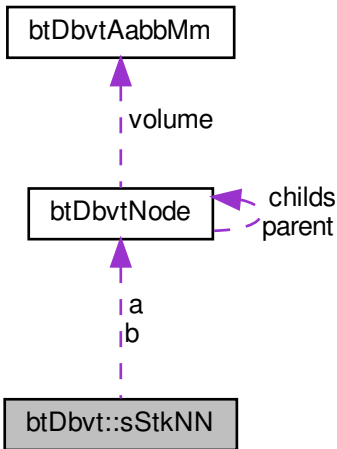 btDbvtAabbMm
volume
btDbvtNode
childs
parent
a
b
btDbvt::sStkNN